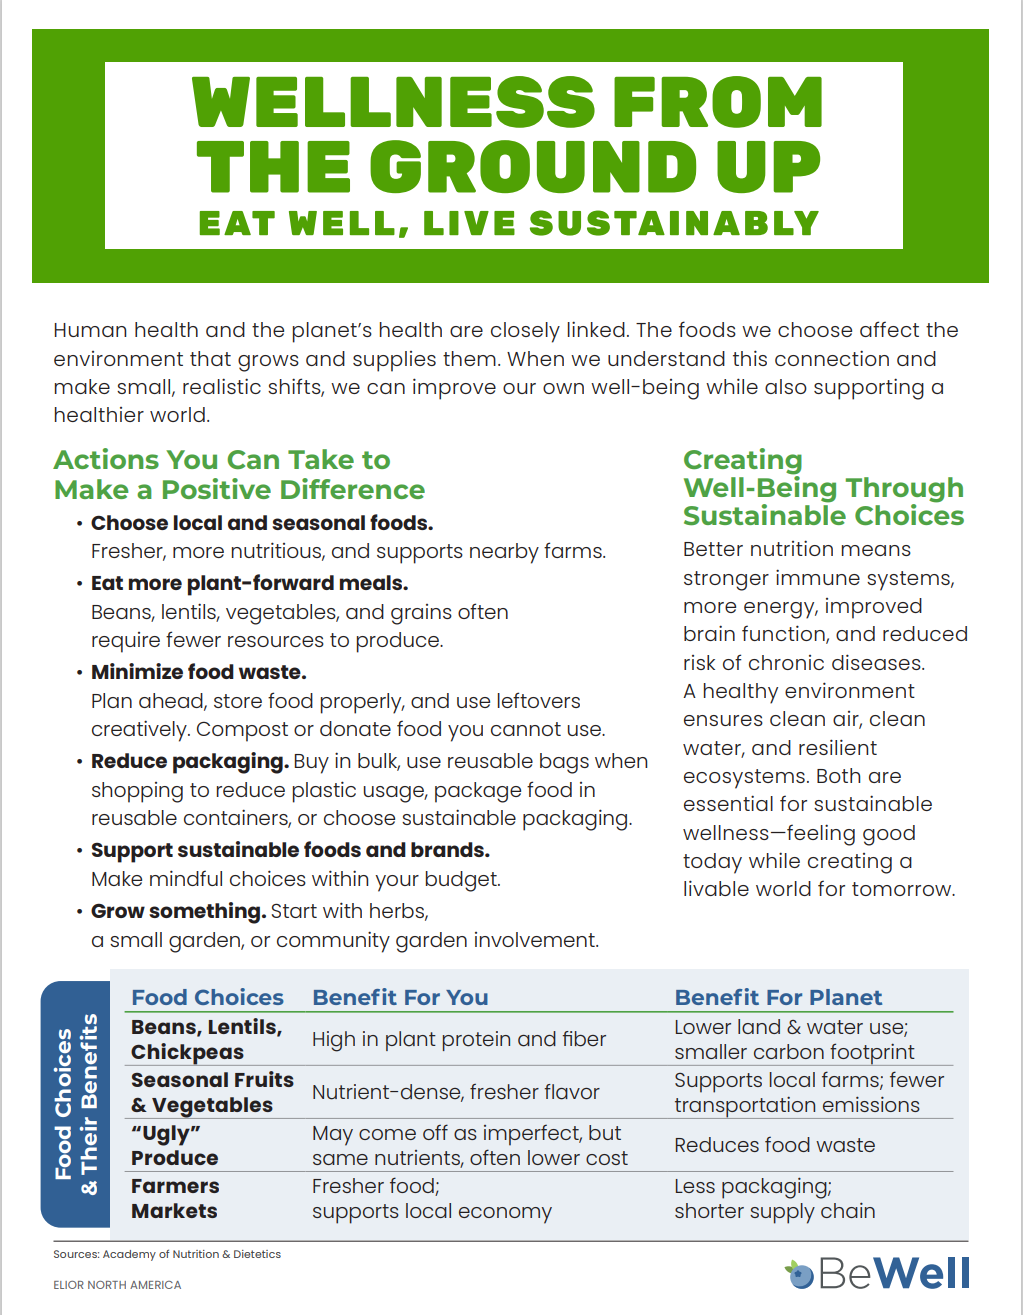 WELLNESS FROM
THE GROUND UP
EAT WELL, LIVE SUSTAINABLY
Human health and the planet’s health are closely linked. The foods we choose affect the
environment that grows and supplies them. When we understand this connection and
make small, realistic shifts, we can improve our own well-being while also supporting a
healthier world.
Actions You Can Take to
Make a Positive Difference
• Choose local and seasonal foods.
Fresher, more nutritious, and supports nearby farms.
• Eat more plant-forward meals.
Beans, lentils, vegetables, and grains often
require fewer resources to produce.
• Minimize food waste.
Plan ahead, store food properly, and use leftovers
creatively. Compost or donate food you cannot use.
• Reduce packaging. Buy in bulk, use reusable bags when
shopping to reduce plastic usage, package food in
reusable containers, or choose sustainable packaging.
• Support sustainable foods and brands.
Make mindful choices within your budget.
• Grow something. Start with herbs,
a small garden, or community garden involvement.
Creating
Well-Being Through
Sustainable Choices
Better nutrition means
stronger immune systems,
more energy, improved
brain function, and reduced
risk of chronic diseases.
A healthy environment
ensures clean air, clean
water, and resilient
ecosystems. Both are
essential for sustainable
wellness—feeling good
today while creating a
livable world for tomorrow.
Food Choices
& Their Benefits
Food Choices Benefit For You Benefit For Planet
Beans, Lentils,
Chickpeas
High in plant protein and fiber
Lower land & water use;
smaller carbon footprint
Seasonal Fruits
& Vegetables
Nutrient-dense, fresher flavor
Supports local farms; fewer
transportation emissions
“Ugly”
Produce
May come off as imperfect, but
same nutrients, often lower cost
Reduces food waste
Farmers
Markets
Fresher food;
supports local economy
Less packaging;
shorter supply chain
Sources: Academy of Nutrition & Dietetics
ELIOR NORTH AMERICA
BeWell